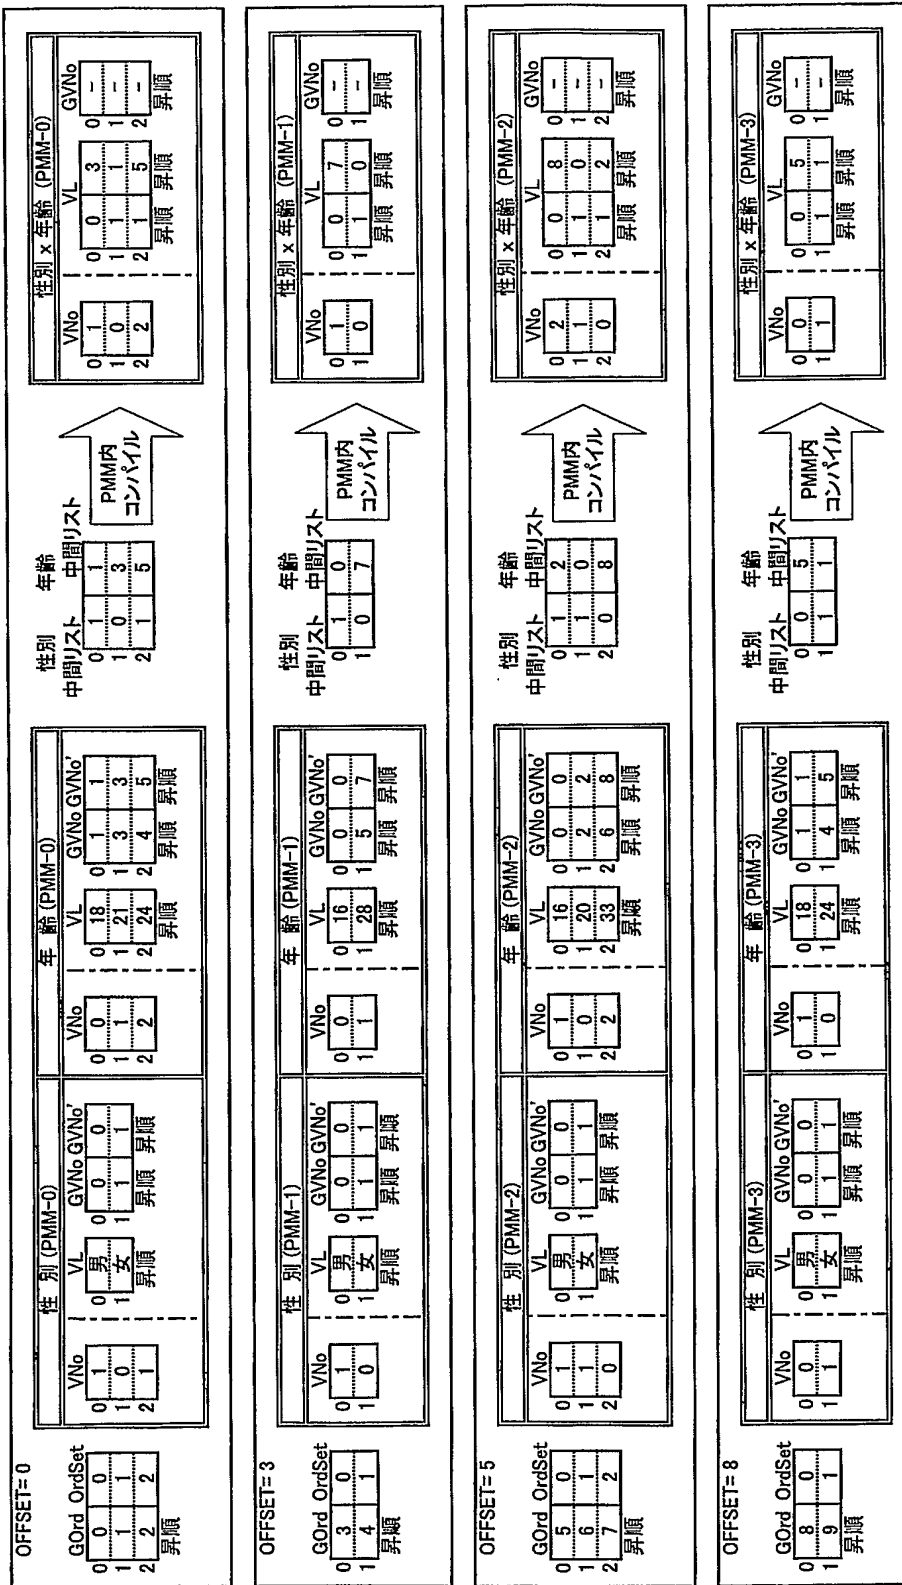 OFFSET= 0
性 別 (PMM-0) 年 齢 (PMM-0) 性別 x 年齢 (PMM-0)
性別 年齢
GOrd OrdSet VNo VL GVNo GVNo' VNo VL GVNo GVNo' 中間リスト 中間リスト VNo VL GVNo
0 0 0 0 1 0 男 0 0 0 0 0 0 18 0 1 1 0 1 1 PMM内 0 1 0 0 3 0 -
1 1 1 1 0 1 女 1 1 1 1 1 1 21 1 3 3 1 0 3 コンパイル 1 0 1 1 1 1 -
2 2 2 2 1 2 2 2 24 2 4 5 2 1 5 2 2 2 1 5 2 -
昇順 昇順 昇順 昇順 昇順 昇順 昇順 昇順 昇順 昇順
OFFSET= 3
性 別 (PMM-1) 年 齢 (PMM-1) 性別 x 年齢 (PMM-1)
性別 年齢
GOrd OrdSet VNo VL GVNo GVNo' VNo VL GVNo GVNo' 中間リスト 中間リスト VNo VL GVNo
0 3 0 0 1 0 男 0 0 0 0 0 0 16 0 0 0 0 1 0 PMM内 0 1 0 0 7 0 -
1 4 1 1 0 1 女 1 1 1 1 1 1 28 1 5 7 1 0 7 コンパイル 1 0 1 1 0 1 -
昇順 昇順 昇順 昇順 昇順 昇順 昇順 昇順 昇順 昇順
OFFSET= 5
性 別 (PMM-2) 年 齢 (PMM-2) 性別 x 年齢 (PMM-2)
性別 年齢
GOrd OrdSet VNo VL GVNo GVNo' VNo VL GVNo GVNo' 中間リスト 中間リスト VNo VL GVNo
0 5 0 0 1 0 男 0 0 0 0 1 0 16 0 0 0 0 1 2 PMM内 0 2 0 0 8 0 -
1 6 1 1 1 1 女 1 1 1 1 0 1 20 1 2 2 1 1 0 コンパイル 1 1 1 1 0 1 -
2 7 2 2 0 2 2 2 33 2 6 8 2 0 8 2 0 2 1 2 2 -
昇順 昇順 昇順 昇順 昇順 昇順 昇順 昇順 昇順 昇順
OFFSET= 8
性 別 (PMM-3) 年 齢 (PMM-3) 性別 x 年齢 (PMM-3)
性別 年齢
GOrd OrdSet VNo VL GVNo GVNo' VNo VL GVNo GVNo' 中間リスト 中間リスト VNo VL GVNo
0 8 0 0 0 0 男 0 0 0 0 1 0 18 0 1 1 0 0 5 PMM内 0 0 0 0 5 0 -
1 9 1 1 1 1 女 1 1 1 1 0 1 24 1 4 5 1 1 1 コンパイル 1 1 1 1 1 1 -
昇順 昇順 昇順 昇順 昇順 昇順 昇順 昇順 昇順 昇順